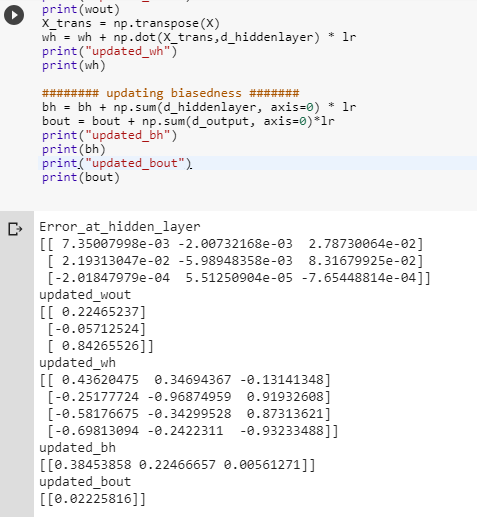 print(wout)
X_trans = np.transpose(X)
wh = wh + np.dot(X_trans,d_hiddenlayer) * lr
print("updated_wh")
print(wh)
######## updating biasedness #######
bh = bh + np.sum(d_hiddenlayer, axis=0) * lr
bout = bout + np.sum(d_output, axis=0)*lr
print("updated_bh")
print(bh)
print("updated_bout")
print(bout)
Error_at_hidden_layer
[[ 7.35007998e-03 -2.00732168e-03  2.78730064e-02]
 [ 2.19313047e-02 -5.98948358e-03  8.31679925e-02]
 [-2.01847979e-04  5.51250904e-05 -7.65448814e-04]]
updated_wout
[[ 0.22465237]
 [-0.05712524]
 [ 0.84265526]]
updated_wh
[[ 0.43620475  0.34694367 -0.13141348]
 [-0.25177724 -0.96874959  0.91932608]
 [-0.58176675 -0.34299528  0.87313621]
 [-0.69813094 -0.2422311  -0.93233488]]
updated_bh
[[0.38453858 0.22466657 0.00561271]]
updated_bout
[[0.02225816]]